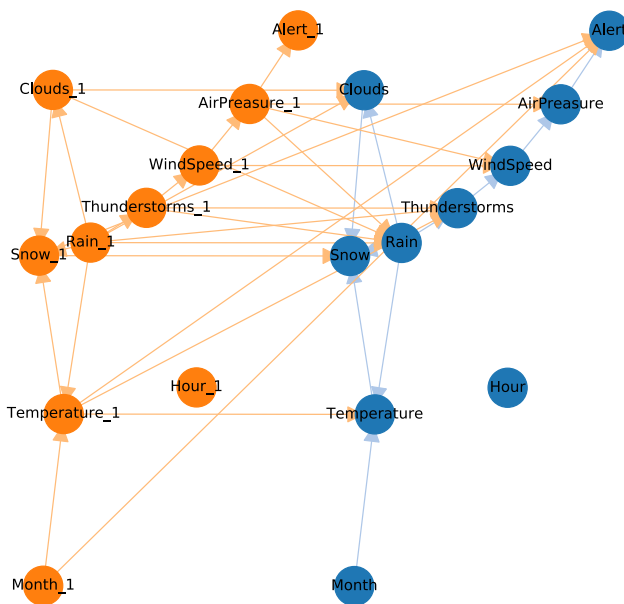 Alert_1
Alert
Clouds_1
Clouds
AirPreasure_1
AirPreasure
WindSpeed_1
WindSpeed
Thunderstorms_1
Thunderstorms
Snow_1
Rain_1
Snow
Rain
Hour_1
Hour
Temperature_1
Temperature
Month_1
Month